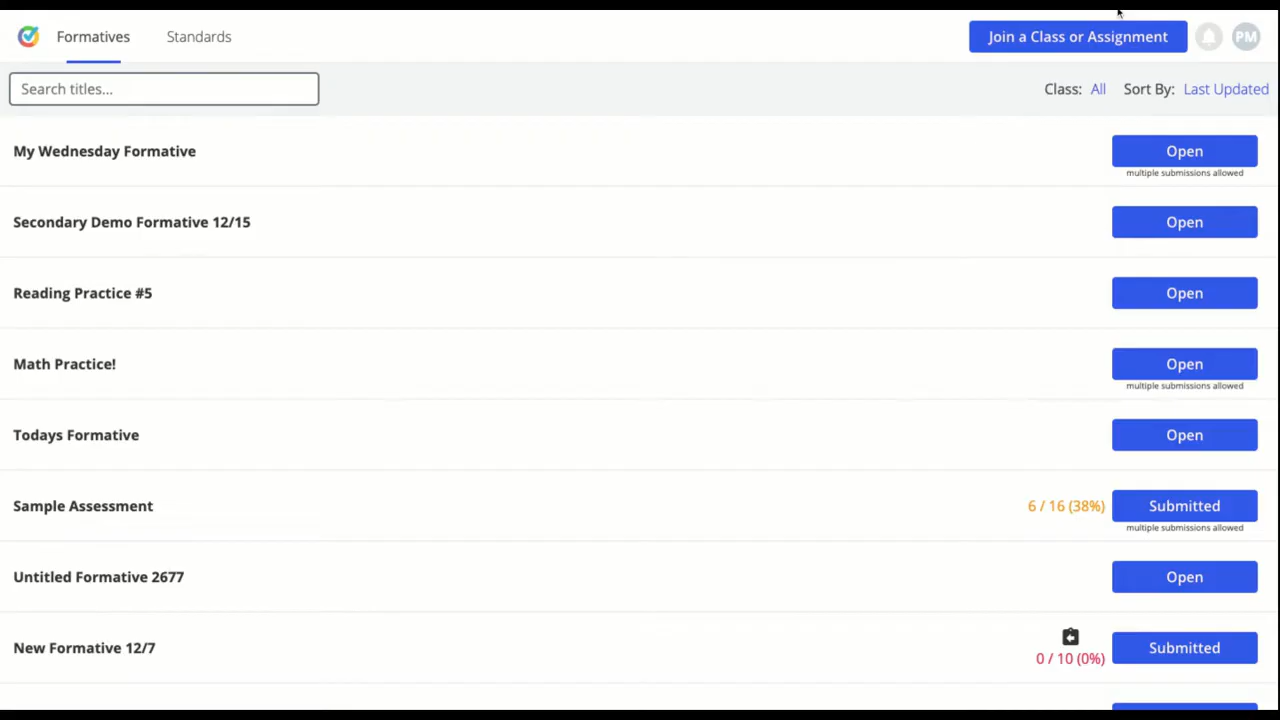 Formatives Standards Join a Class or Assignment PM
Search titles... Class: All Sort By: Last Updated
My Wednesday Formative Open
multiple submissions allowed
Secondary Demo Formative 12/15 Open
Reading Practice #5 Open
Math Practice! Open
multiple submissions allowed
Todays Formative Open
Sample Assessment 6 / 16 (38%) Submitted
multiple submissions allowed
Untitled Formative 2677 Open
New Formative 12/7 0 / 10 (0%) Submitted